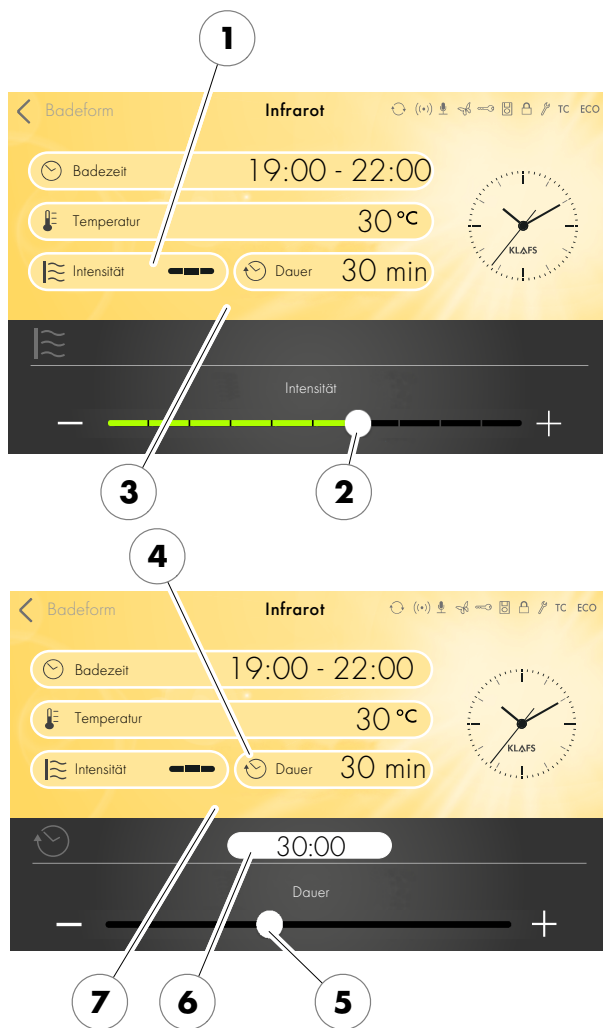 1
Badeform Infrarot TC ECO
Badezeit 19:00 - 22:00
Temperatur 30 °C
Intensität Dauer 30 min
KLAFS
Intensität
3 2
4
Badeform Infrarot TC ECO
Badezeit 19:00 - 22:00
Temperatur 30 °C
Intensität Dauer 30 min
KLAFS
30:00
Dauer
7 6 5